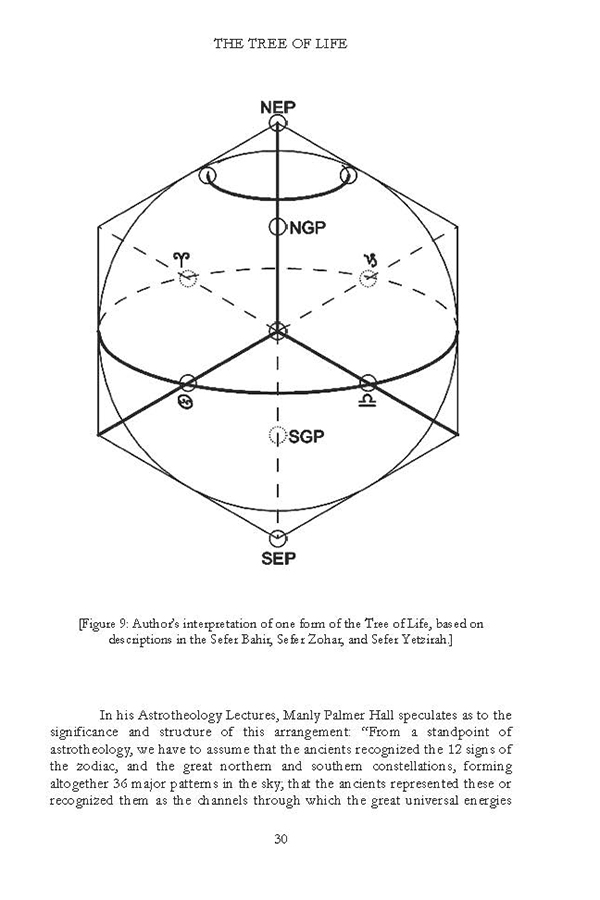 THE TREE OF LIFE
NEP
NGP
♈ ♑
♋ ♎
SGP
SEP
[Figure 9: Author's interpretation of one form of the Tree of Life, based on
descriptions in the Sefer Bahir, Sefer Zohar, and Sefer Yetzirah.]
In his Astrotheology Lectures, Manly Palmer Hall speculates as to the
significance and structure of this arrangement: “From a standpoint of
astrotheology, we have to assume that the ancients recognized the 12 signs of
the zodiac, and the great northern and southern constellations, forming
altogether 36 major patterns in the sky; that the ancients represented these or
recognized them as the channels through which the great universal energies
30